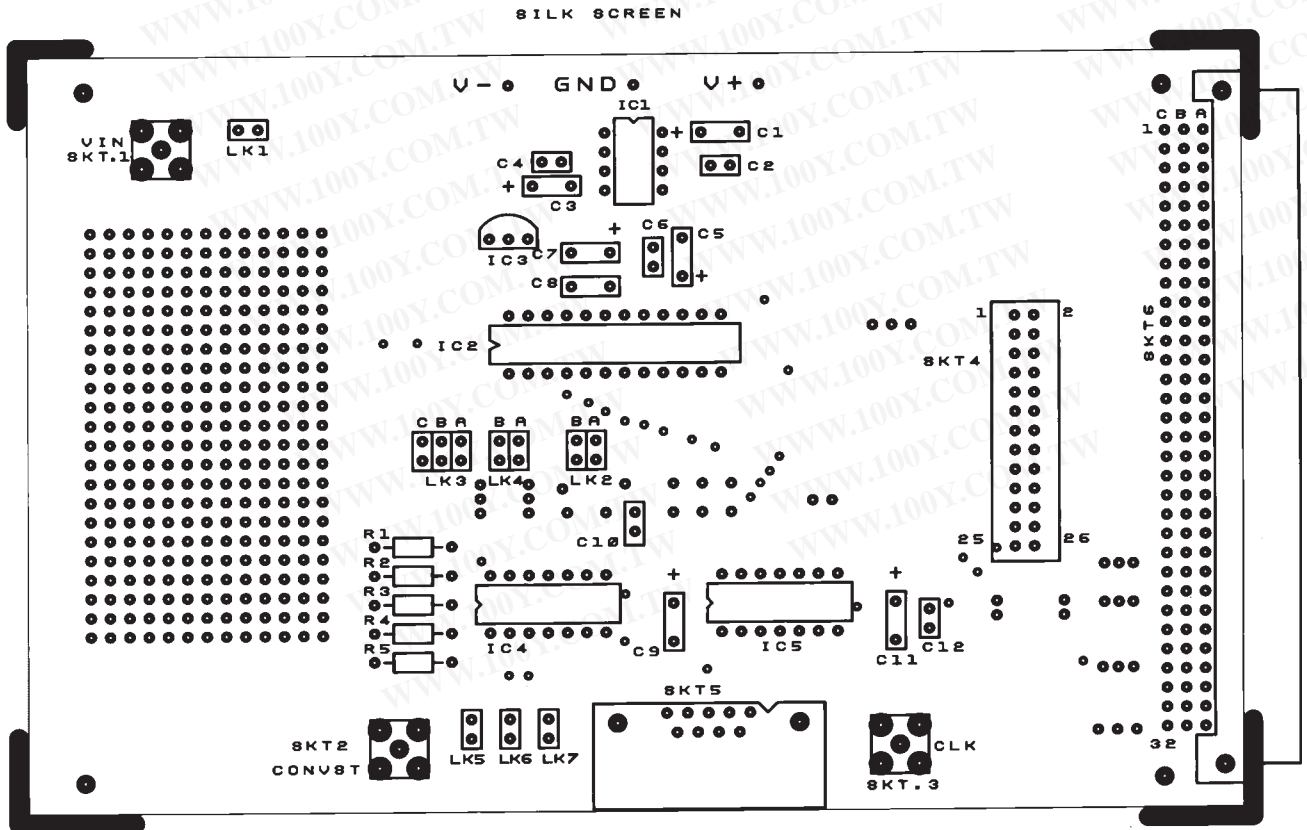 SILK SCREEN
V- GND V+
IC1
C B A
1
VIN
SKT.1
LK1
+ C1
C4
C2
+
C3
C6
+
C5
IC3
C7
+
C8
1 2
SKT6
IC2
SKT4
C B A
B A
B A
LK3
LK4
LK2
C10
25 26
R1
R2
R3
R4
R5
+
+
IC4
C9
IC5
C11
C12
SKT5
SKT2
CONVST
LK5
LK6
LK7
CLK
SKT.3
32
WWW.100Y.COM.TW